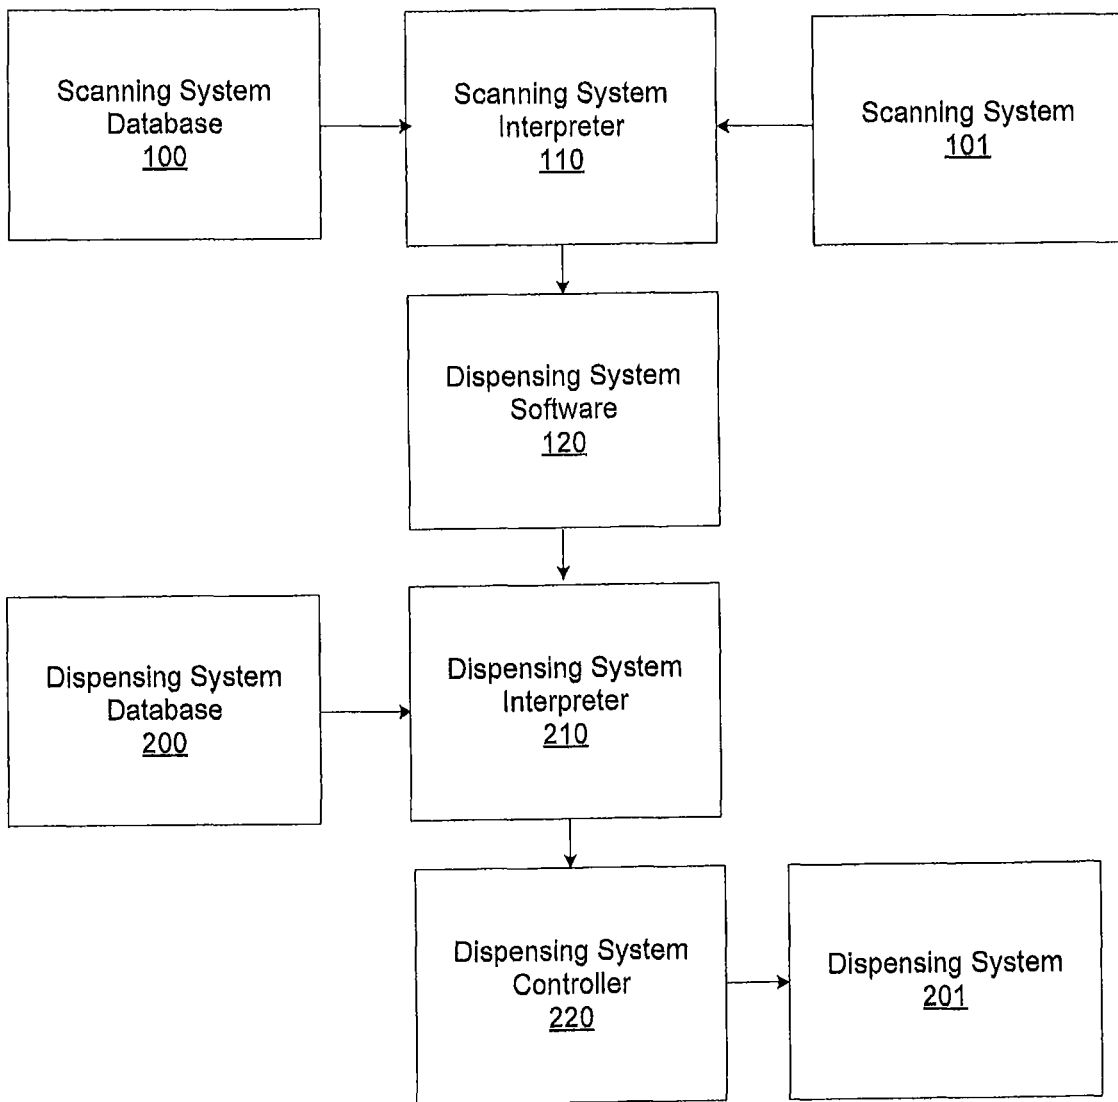 Scanning System
Database
100
Scanning System
Interpreter
110
Scanning System
101
Dispensing System
Software
120
Dispensing System
Database
200
Dispensing System
Interpreter
210
Dispensing System
Controller
220
Dispensing System
201